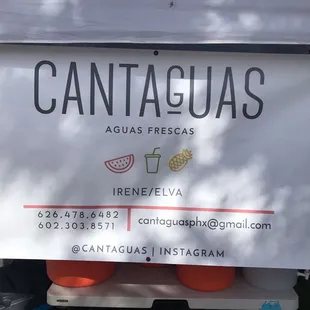 CANTAGUAS
AGUAS FRESCAS
IRENE/ELVA
626.478.6482
602.303.8571
cantaguasphx@gmail.com
@CANTAGUAS | INSTAGRAM